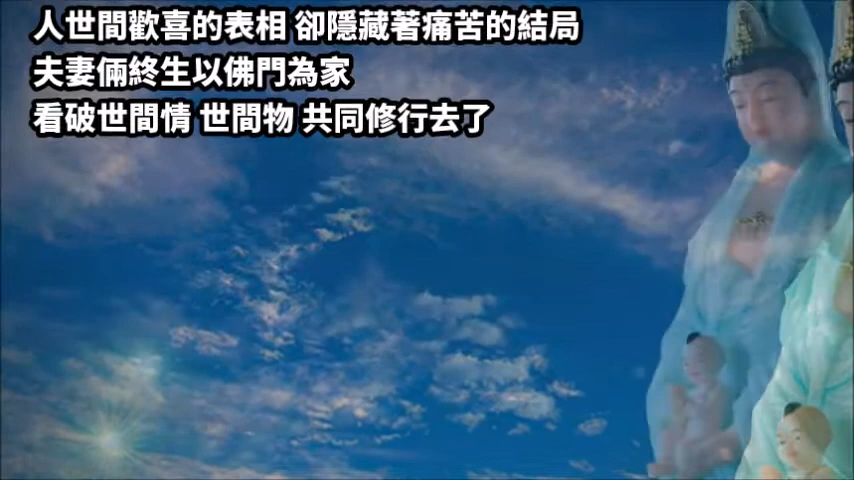 人世間歡喜的表相 卻隱藏著痛苦的結局
夫妻倆終生以佛門為家
看破世間情 世間物 共同修行去了